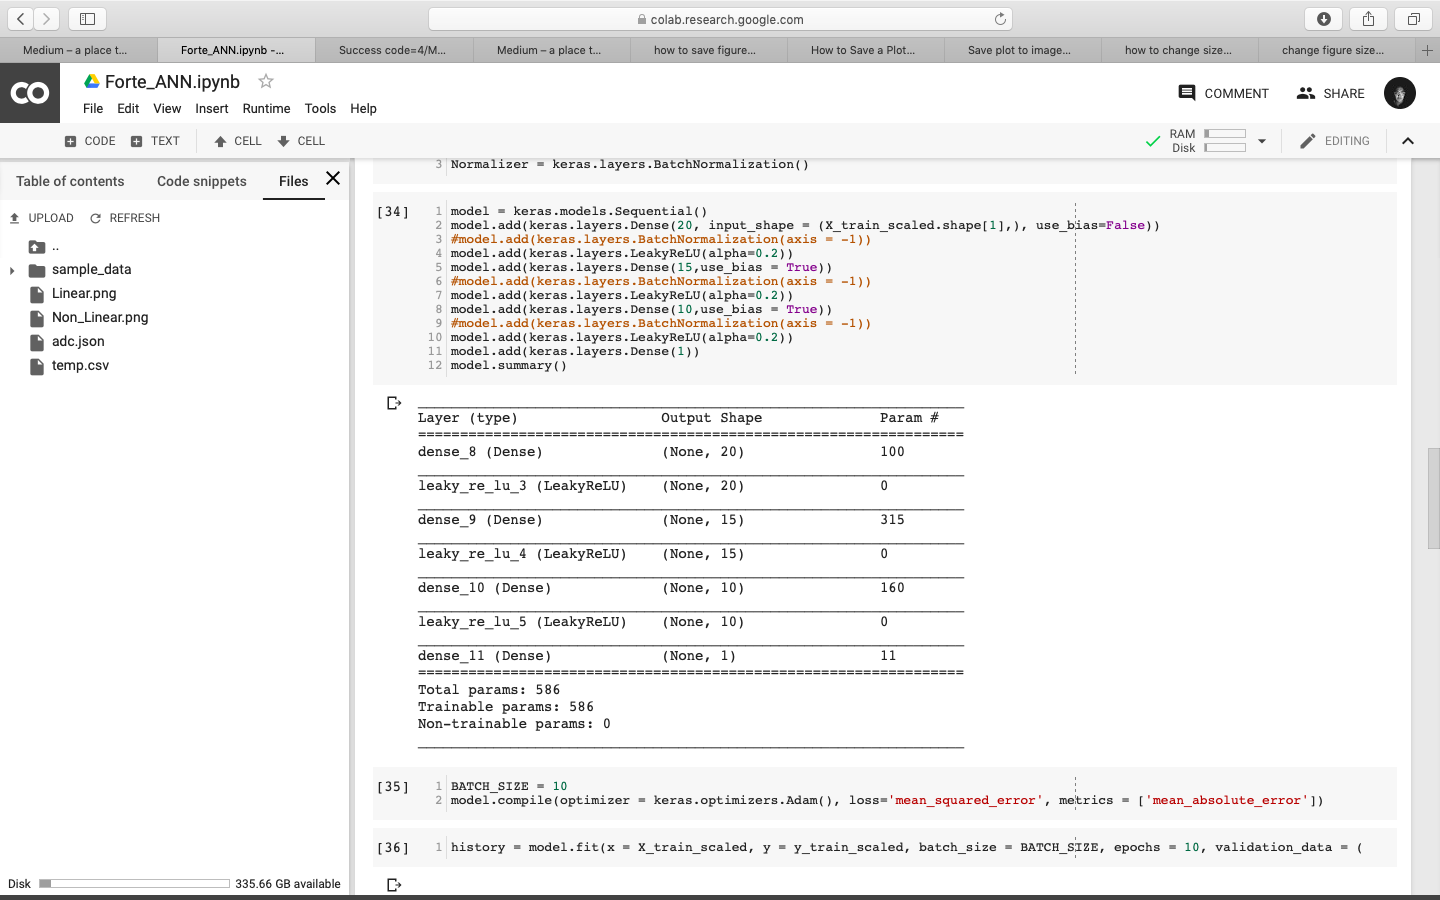 colab.research.google.com
Medium – a place t...
Forte_ANN.ipynb -...
Success code=4/M...
Medium – a place t...
how to save figure...
How to Save a Plot...
Save plot to image...
how to change size...
change figure size...
CO
Forte_ANN.ipynb
File Edit View Insert Runtime Tools Help
COMMENT
SHARE
CODE TEXT CELL CELL
RAM
Disk
EDITING
Table of contents Code snippets Files
UPLOAD REFRESH
..
sample_data
Linear.png
Non_Linear.png
adc.json
temp.csv
Disk 335.66 GB available
3 Normalizer = keras.layers.BatchNormalization()
[34]
1 model = keras.models.Sequential()
2 model.add(keras.layers.Dense(20, input_shape = (X_train_scaled.shape[1],), use_bias=False))
3 #model.add(keras.layers.BatchNormalization(axis = -1))
4 model.add(keras.layers.LeakyReLU(alpha=0.2))
5 model.add(keras.layers.Dense(15,use_bias = True))
6 #model.add(keras.layers.BatchNormalization(axis = -1))
7 model.add(keras.layers.LeakyReLU(alpha=0.2))
8 model.add(keras.layers.Dense(10,use_bias = True))
9 #model.add(keras.layers.BatchNormalization(axis = -1))
10 model.add(keras.layers.LeakyReLU(alpha=0.2))
11 model.add(keras.layers.Dense(1))
12 model.summary()
Layer (type) Output Shape Param #
=================================================================
dense_8 (Dense) (None, 20) 100
leaky_re_lu_3 (LeakyReLU) (None, 20) 0
dense_9 (Dense) (None, 15) 315
leaky_re_lu_4 (LeakyReLU) (None, 15) 0
dense_10 (Dense) (None, 10) 160
leaky_re_lu_5 (LeakyReLU) (None, 10) 0
dense_11 (Dense) (None, 1) 11
=================================================================
Total params: 586
Trainable params: 586
Non-trainable params: 0
[35]
1 BATCH_SIZE = 10
2 model.compile(optimizer = keras.optimizers.Adam(), loss='mean_squared_error', metrics = ['mean_absolute_error'])
[36]
1 history = model.fit(x = X_train_scaled, y = y_train_scaled, batch_size = BATCH_SIZE, epochs = 10, validation_data = (